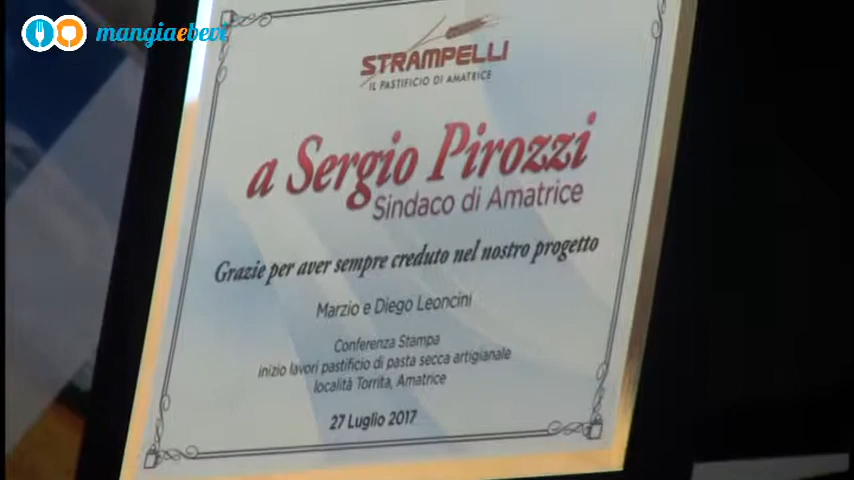 mangiaebevi
STRAMPELLI
IL PASTIFICIO DI AMATRICE
a Sergio Pirozzi
Sindaco di Amatrice
Grazie per aver sempre creduto nel nostro progetto
Marzio e Diego Leoncini
Conferenza Stampa
inizio lavori pastificio di pasta secca artigianale
località Torrita, Amatrice
27 Luglio 2017